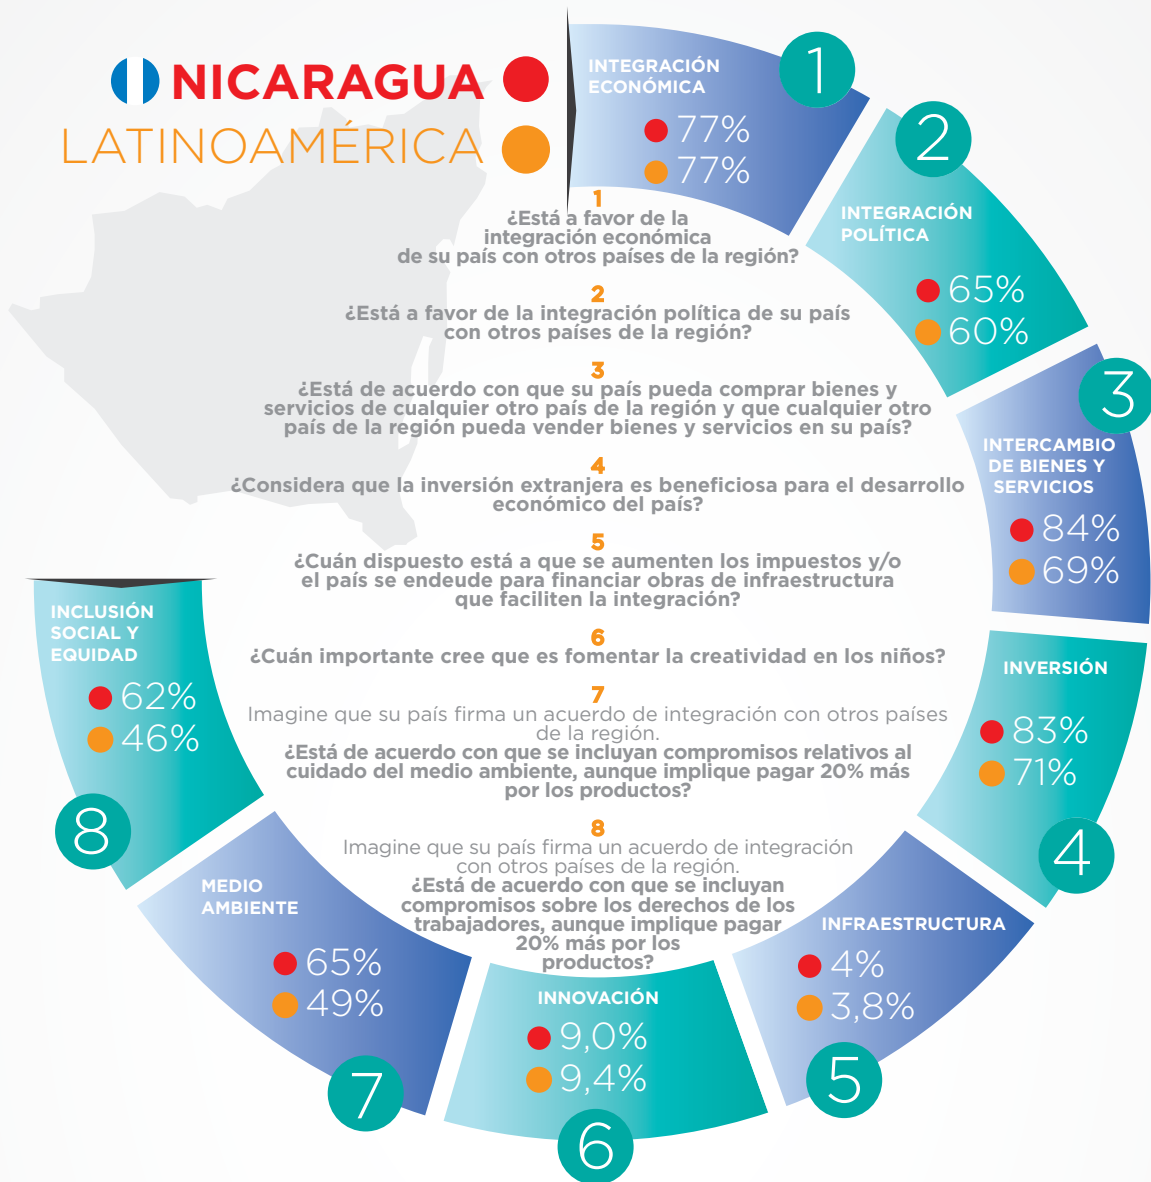 NICARAGUA
LATINOAMÉRICA
1
INTEGRACIÓN
ECONÓMICA
77%
77%
2
INTEGRACIÓN
POLÍTICA
65%
60%
3
INTERCAMBIO
DE BIENES Y
SERVICIOS
84%
69%
INVERSIÓN
83%
71%
4
INFRAESTRUCTURA
4%
3,8%
5
INNOVACIÓN
9,0%
9,4%
6
MEDIO
AMBIENTE
65%
49%
7
INCLUSIÓN
SOCIAL Y
EQUIDAD
62%
46%
8
1
¿Está a favor de la
integración económica
de su país con otros países de la región?
2
¿Está a favor de la integración política de su país
con otros países de la región?
3
¿Está de acuerdo con que su país pueda comprar bienes y
servicios de cualquier otro país de la región y que cualquier otro
país de la región pueda vender bienes y servicios en su país?
4
¿Considera que la inversión extranjera es beneficiosa para el desarrollo
económico del país?
5
¿Cuán dispuesto está a que se aumenten los impuestos y/o
el país se endeude para financiar obras de infraestructura
que faciliten la integración?
6
¿Cuán importante cree que es fomentar la creatividad en los niños?
7
Imagine que su país firma un acuerdo de integración con otros países
de la región.
¿Está de acuerdo con que se incluyan compromisos relativos al
cuidado del medio ambiente, aunque implique pagar 20% más
por los productos?
8
Imagine que su país firma un acuerdo de integración
con otros países de la región.
¿Está de acuerdo con que se incluyan
compromisos sobre los derechos de los
trabajadores, aunque implique pagar
20% más por los
productos?